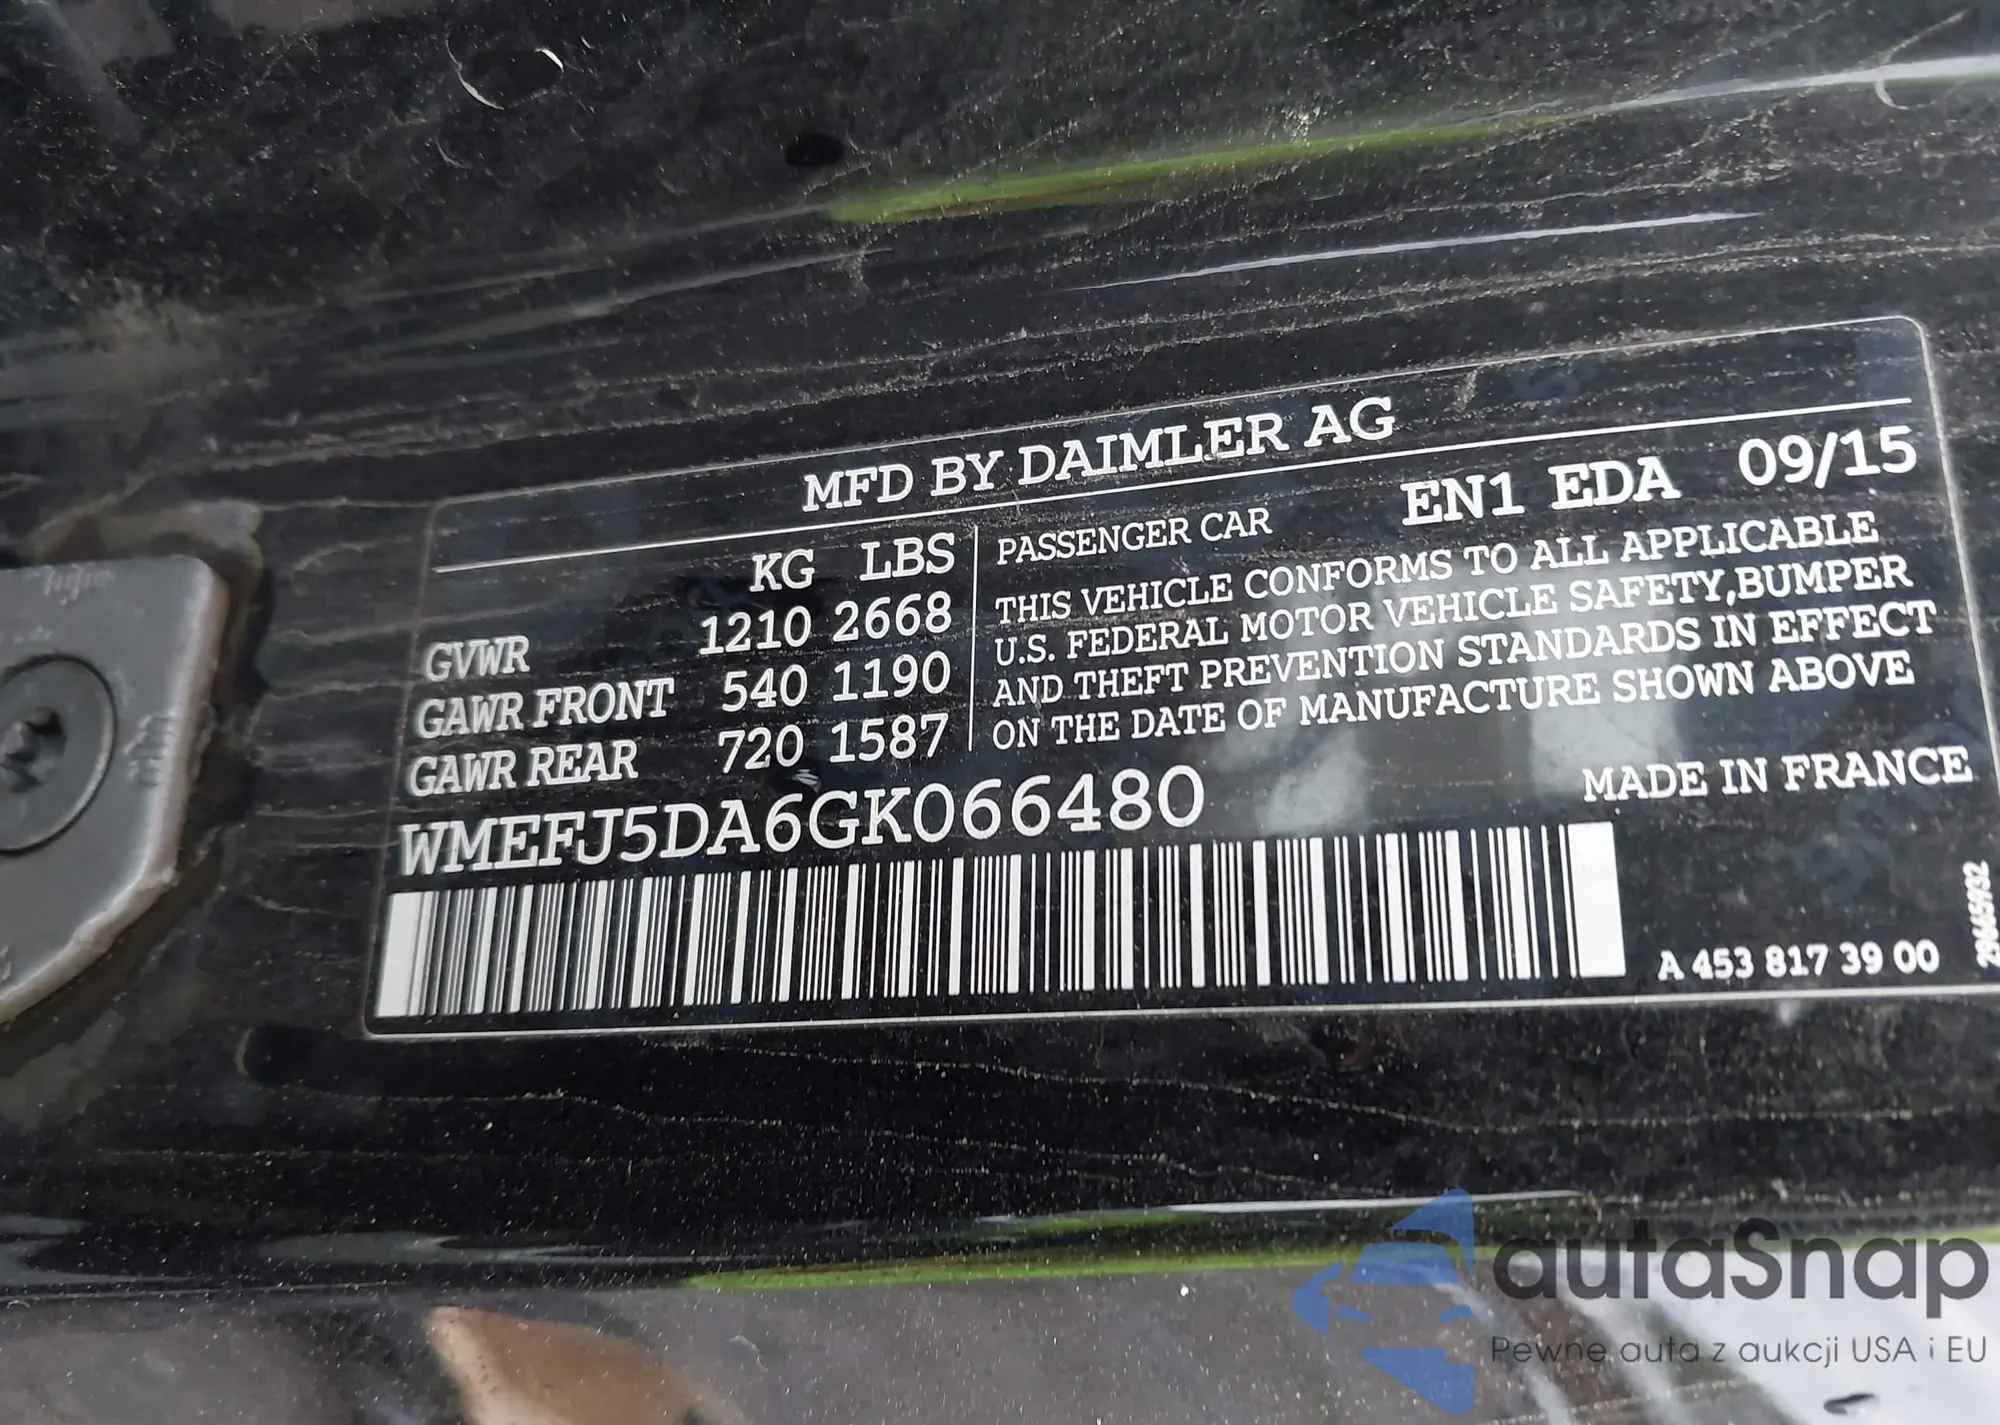 MFD BY DAIMLER AG
KG LBS
GVWR 1210 2668
GAWR FRONT 540 1190
GAWR REAR 720 1587
PASSENGER CAR EN1 EDA 09/15
THIS VEHICLE CONFORMS TO ALL APPLICABLE
U.S. FEDERAL MOTOR VEHICLE SAFETY,BUMPER
AND THEFT PREVENTION STANDARDS IN EFFECT
ON THE DATE OF MANUFACTURE SHOWN ABOVE
MADE IN FRANCE
WMEFJ5DA6GK066480
A 453 817 39 00
29665932
autaSnap
Pewne auta z aukcji USA i EU